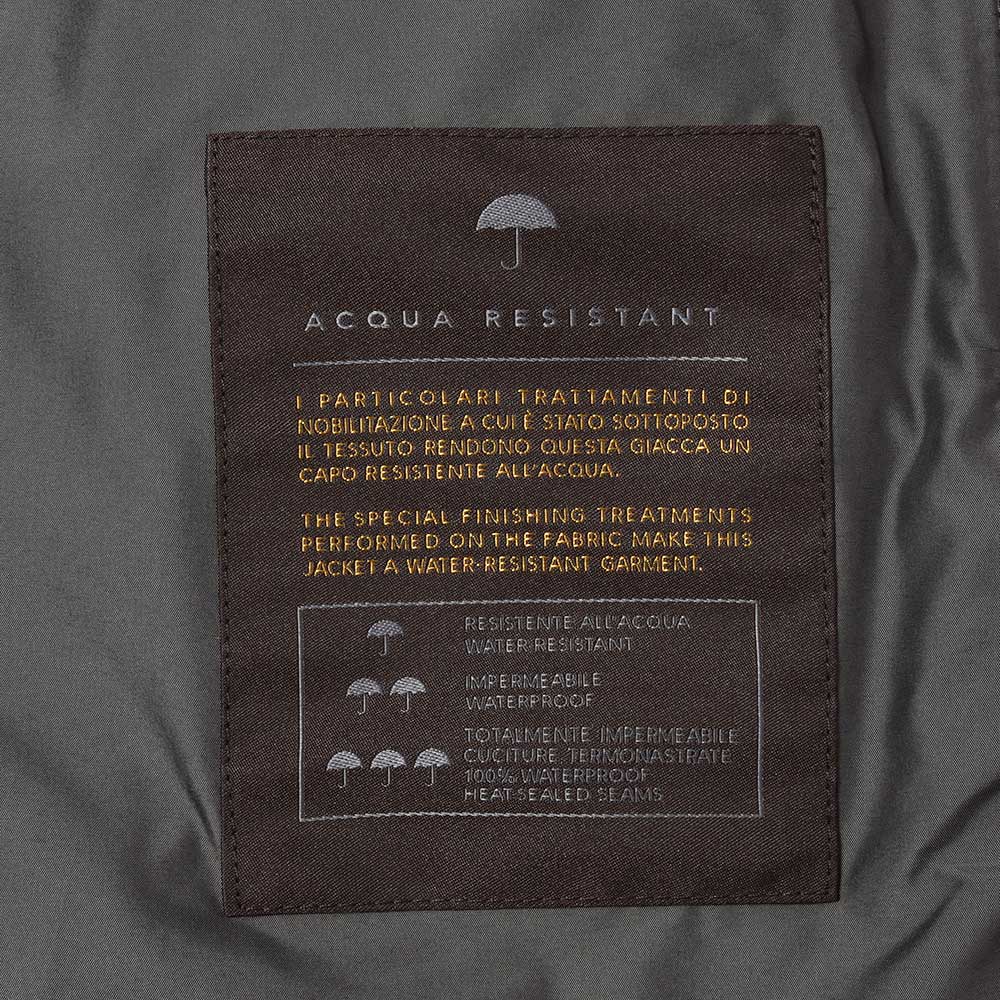 ACQUA RESISTANT
I PARTICOLARI TRATTAMENTI DI
NOBILITAZIONE A CUI È STATO SOTTOPOSTO
IL TESSUTO RENDONO QUESTA GIACCA UN
CAPO RESISTENTE ALL'ACQUA.
THE SPECIAL FINISHING TREATMENTS
PERFORMED ON THE FABRIC MAKE THIS
JACKET A WATER-RESISTANT GARMENT.
RESISTENTE ALL'ACQUA
WATER-RESISTANT
IMPERMEABILE
WATERPROOF
TOTALMENTE IMPERMEABILE
CUCITURE TERMONASTRATE
100% WATERPROOF
HEAT-SEALED SEAMS